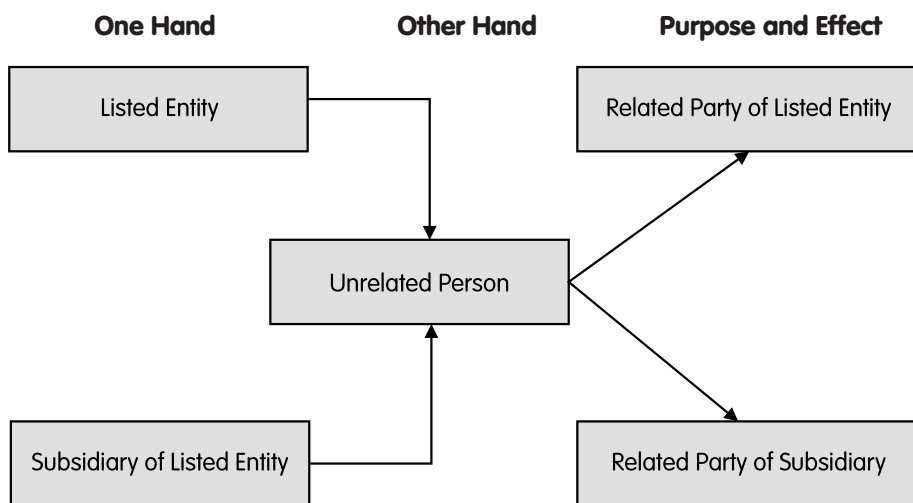 One Hand
Other Hand
Purpose and Effect
Listed Entity
Related Party of Listed Entity
Unrelated Person
Subsidiary of Listed Entity
Related Party of Subsidiary